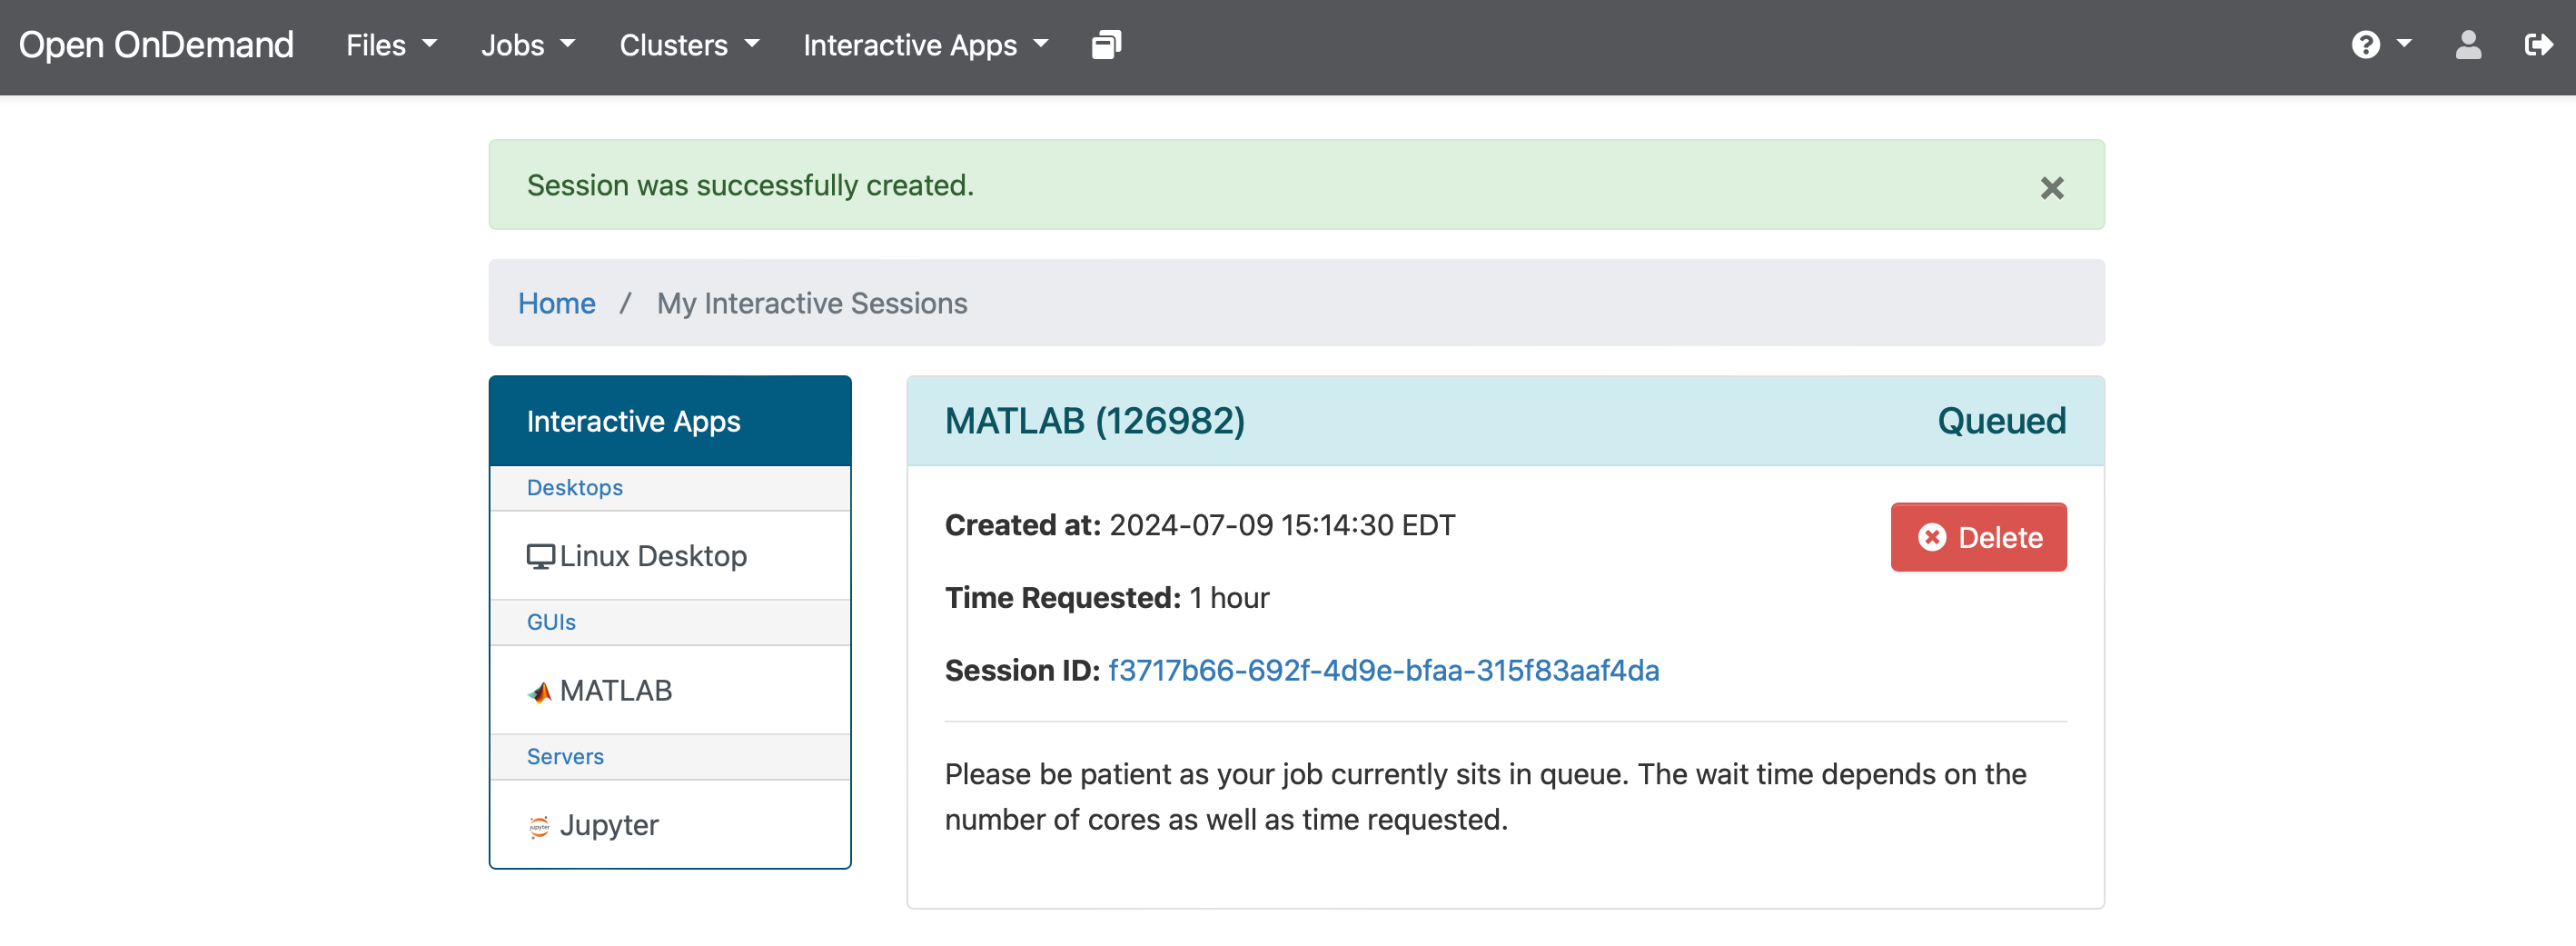 Open OnDemand Files Jobs Clusters Interactive Apps
Session was successfully created.
Home / My Interactive Sessions
Interactive Apps
Desktops
Linux Desktop
GUIs
MATLAB
Servers
Jupyter
MATLAB (126982) Queued
Created at: 2024-07-09 15:14:30 EDT
Delete
Time Requested: 1 hour
Session ID: f3717b66-692f-4d9e-bfaa-315f83aaf4da
Please be patient as your job currently sits in queue. The wait time depends on the
number of cores as well as time requested.